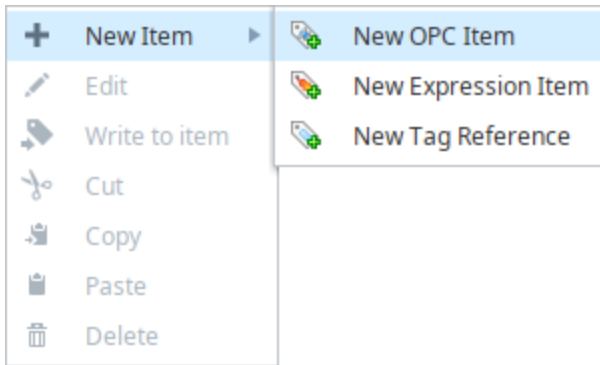 New Item
New OPC Item
Edit
New Expression Item
Write to item
New Tag Reference
Cut
Copy
Paste
Delete